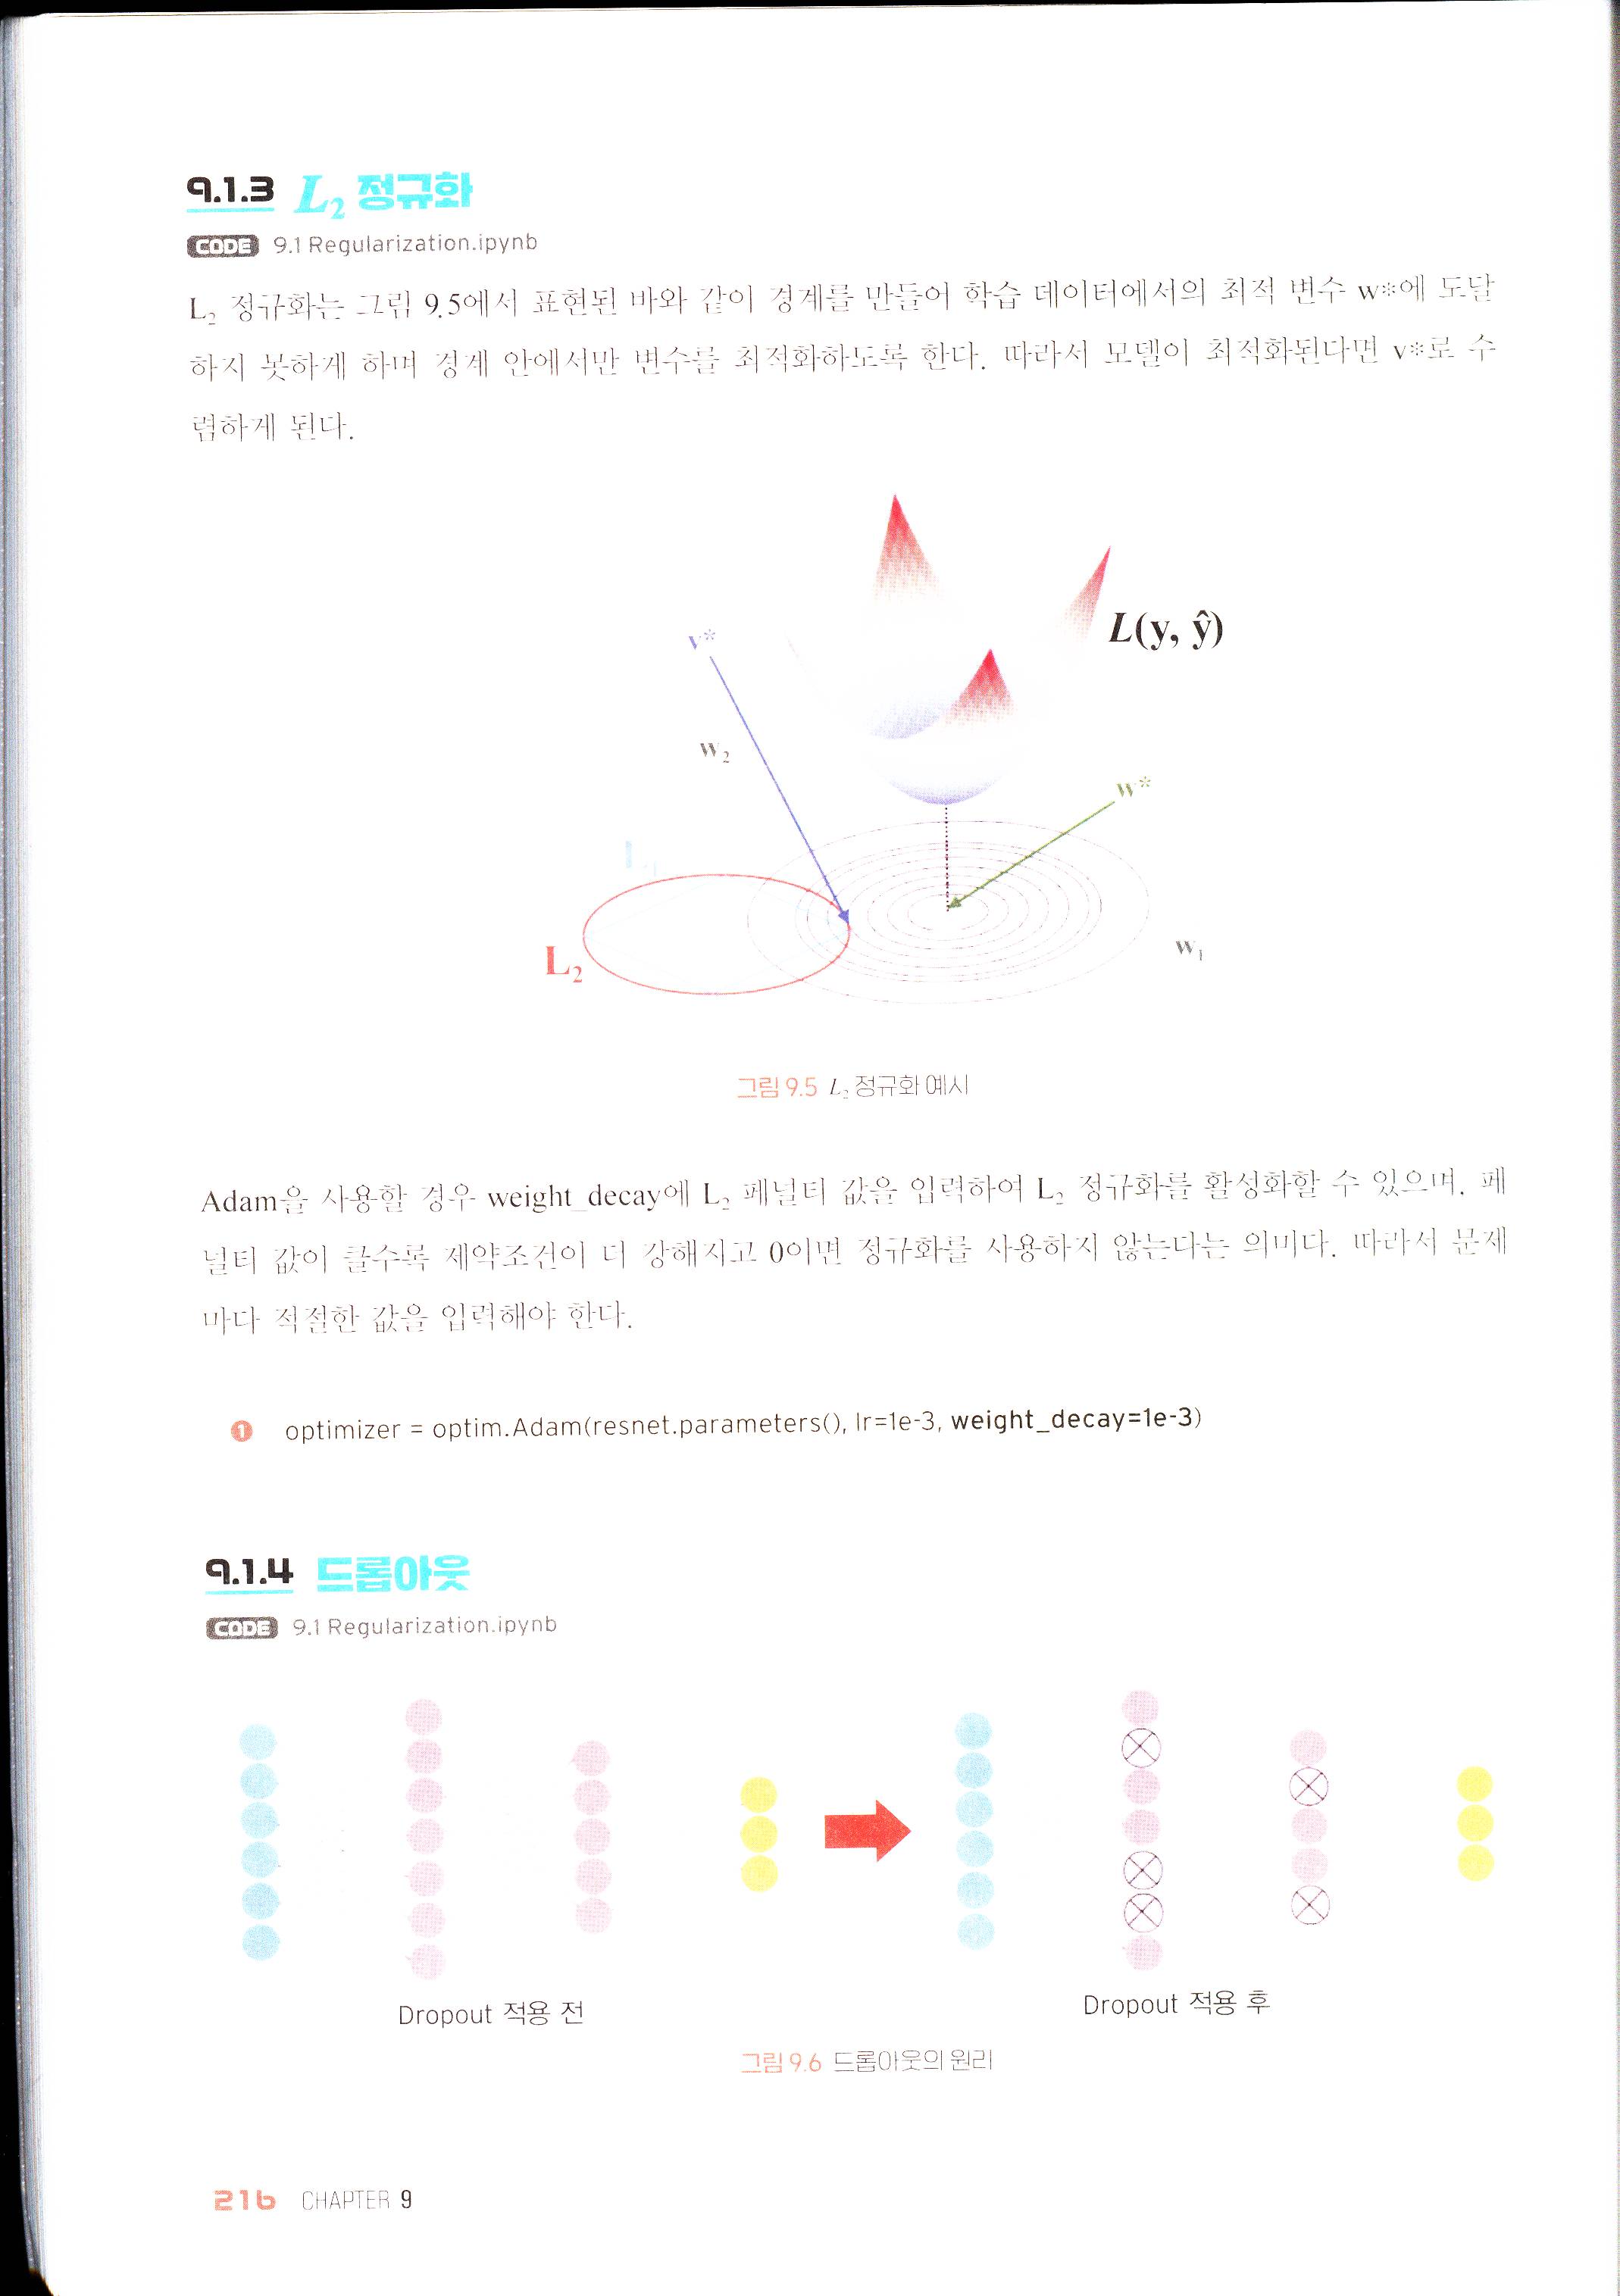 9.1.3 L₂ 정규화
CODE 9.1 Regularization.ipynb
L₂ 정규화는 그림 9.5에서 표현된 바와 같이 경계를 만들어 학습 데이터에서의 최적 변수 w*에 도달
하지 못하게 하며 경계 안에서만 변수를 최적화하도록 한다. 따라서 모델이 최적화된다면 v*로 수
렴하게 된다.
L(y, ŷ)
v*
w₂
w*
L₁
L₂
w₁
그림 9.5 L₂ 정규화 예시
Adam을 사용할 경우 weight_decay에 L₂ 페널티 값을 입력하여 L₂ 정규화를 활성화할 수 있으며, 페
널티 값이 클수록 제약조건이 더 강해지고 0이면 정규화를 사용하지 않는다는 의미다. 따라서 문제
마다 적절한 값을 입력해야 한다.
1 optimizer = optim.Adam(resnet.parameters(), lr=1e-3, weight_decay=1e-3)
9.1.4 드롭아웃
CODE 9.1 Regularization.ipynb
Dropout 적용 전
Dropout 적용 후
그림 9.6 드롭아웃의 원리
216 CHAPTER 9